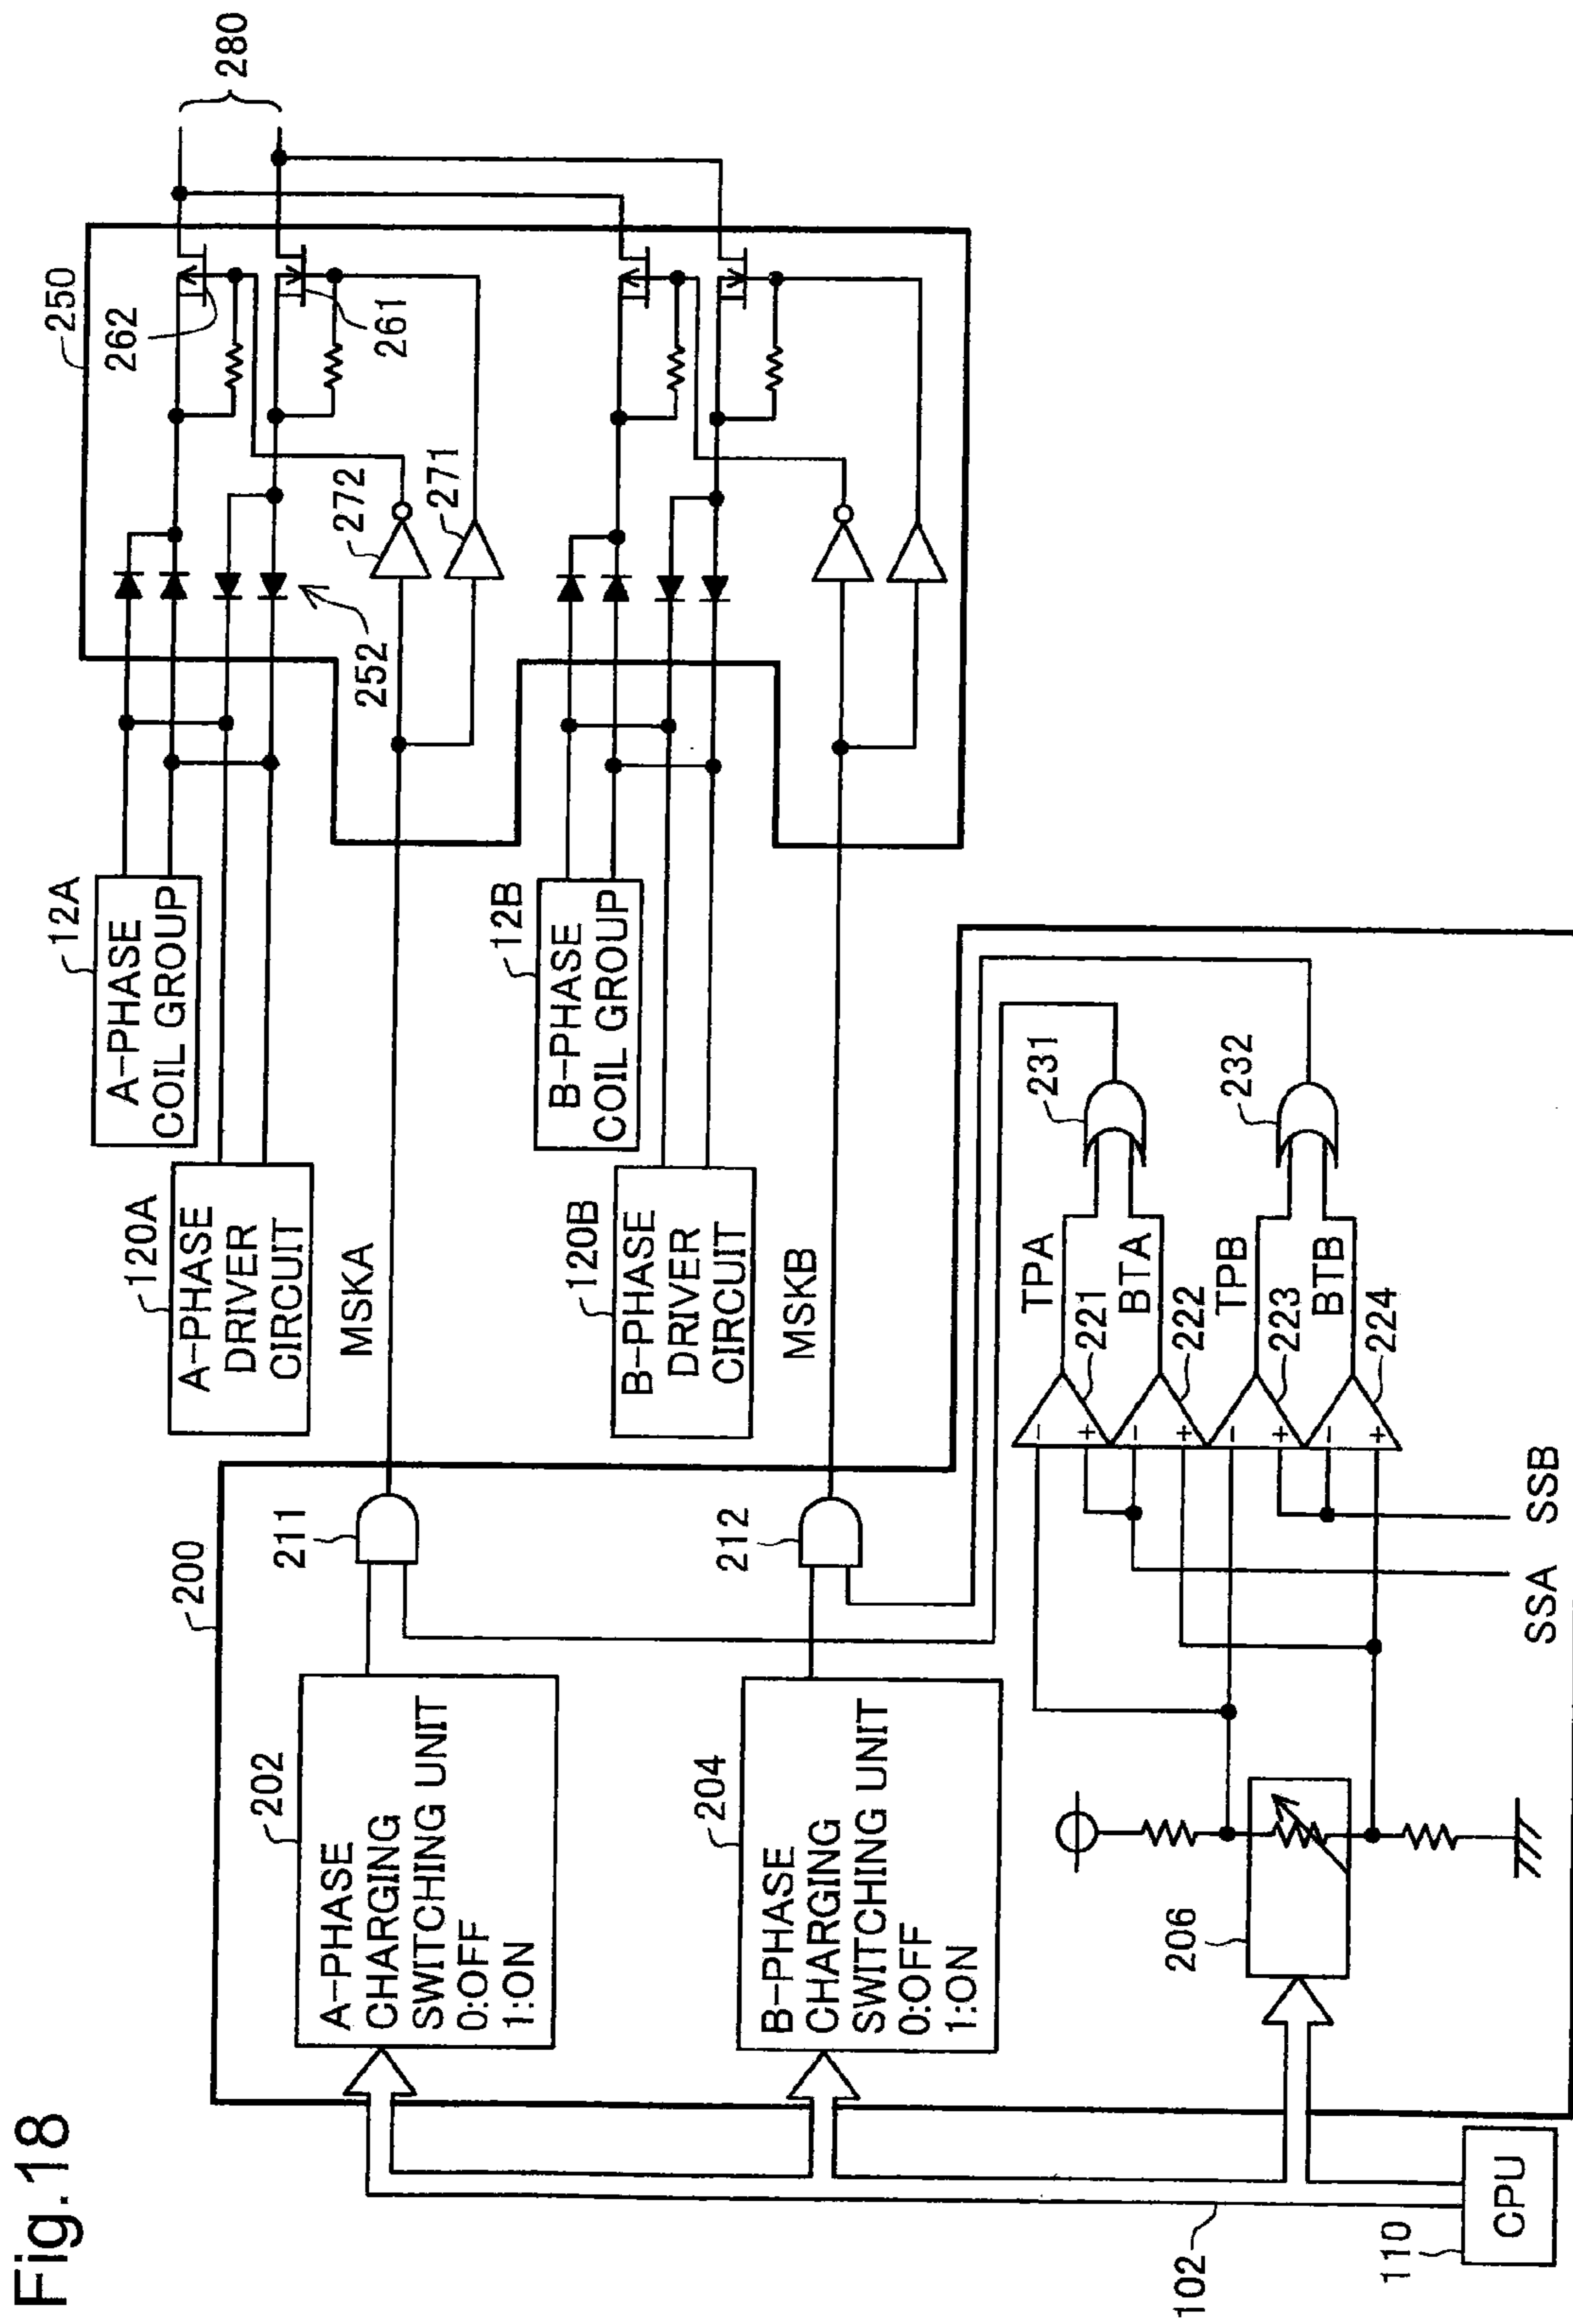 Fig.18
200
202
A-PHASE
CHARGING
SWITCHING UNIT
0:OFF
1:ON
211
MSKA
120A
A-PHASE
DRIVER
CIRCUIT
12A
A-PHASE
COIL GROUP
250
262
261
252
272
271
280
204
B-PHASE
CHARGING
SWITCHING UNIT
0:OFF
1:ON
212
MSKB
120B
B-PHASE
DRIVER
CIRCUIT
12B
B-PHASE
COIL GROUP
206
-
+
221
TPA
-
+
222
BTA
-
+
223
TPB
-
+
224
BTB
231
232
SSA
SSB
102
110
CPU